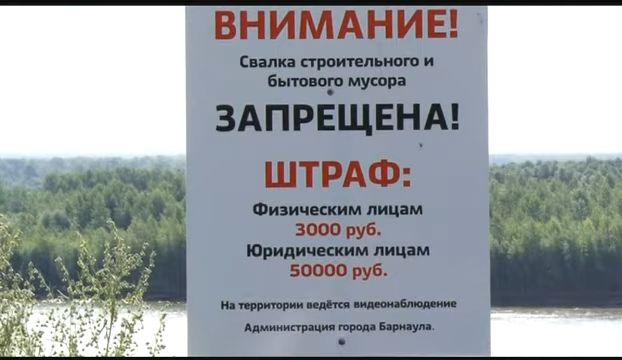 ВНИМАНИЕ!
Свалка строительного и
бытового мусора
ЗАПРЕЩЕНА!
ШТРАФ:
Физическим лицам
3000 руб.
Юридическим лицам
50000 руб.
На территории ведётся видеонаблюдение
Администрация города Барнаула.